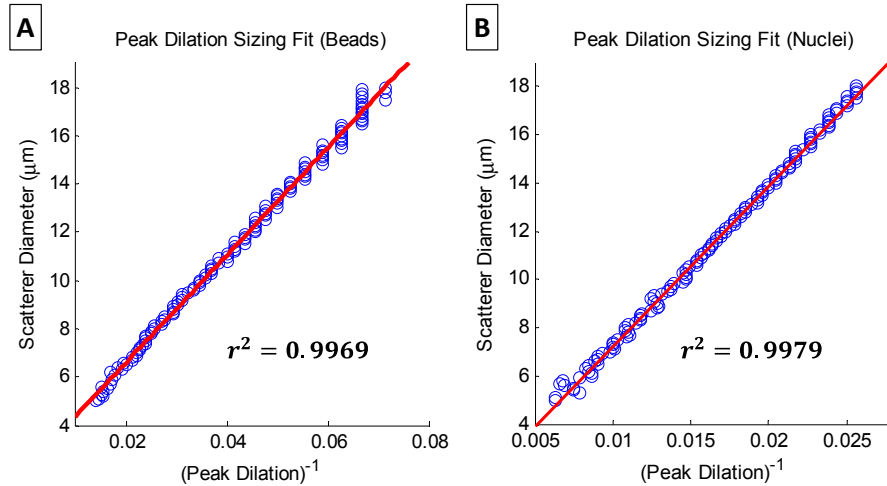 A
Peak Dilation Sizing Fit (Beads)
Scatterer Diameter (μm)
18
16
14
12
10
8
6
4
r² = 0.9969
0.02 0.04 0.06 0.08
(Peak Dilation)⁻¹
B
Peak Dilation Sizing Fit (Nuclei)
Scatterer Diameter (μm)
18
16
14
12
10
8
6
4
r² = 0.9979
0.005 0.01 0.015 0.02 0.025
(Peak Dilation)⁻¹